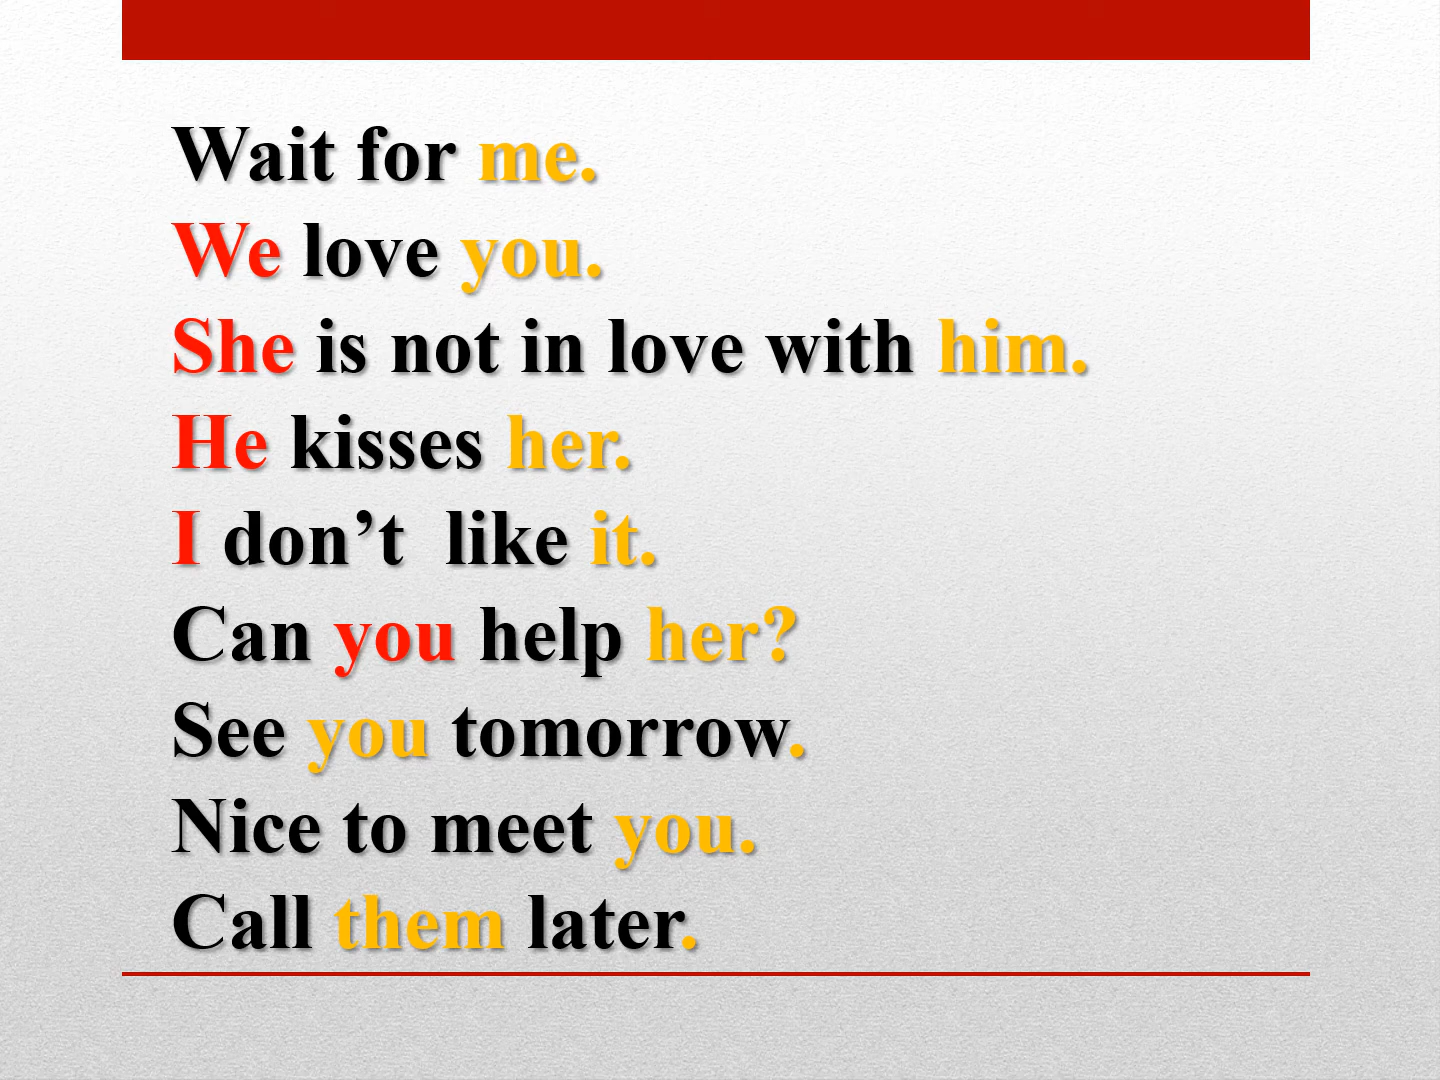 Wait for me.
We love you.
She is not in love with him.
He kisses her.
I don’t  like it.
Can you help her?
See you tomorrow.
Nice to meet you.
Call them later.